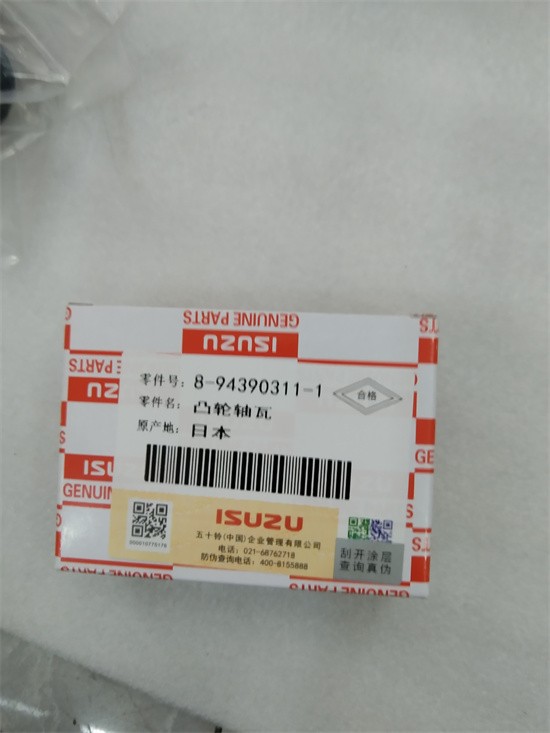 GENUINE PARTS
ISUZU
GENUINE PARTS
ISUZU
零件号: 8-94390311-1
零件名: 凸轮轴瓦
原产地: 日本
合格
ISUZU
五十铃(中国)企业管理有限公司
电话: 021-68762718
防伪查询电话: 400-8155888
刮开涂层
查询真伪